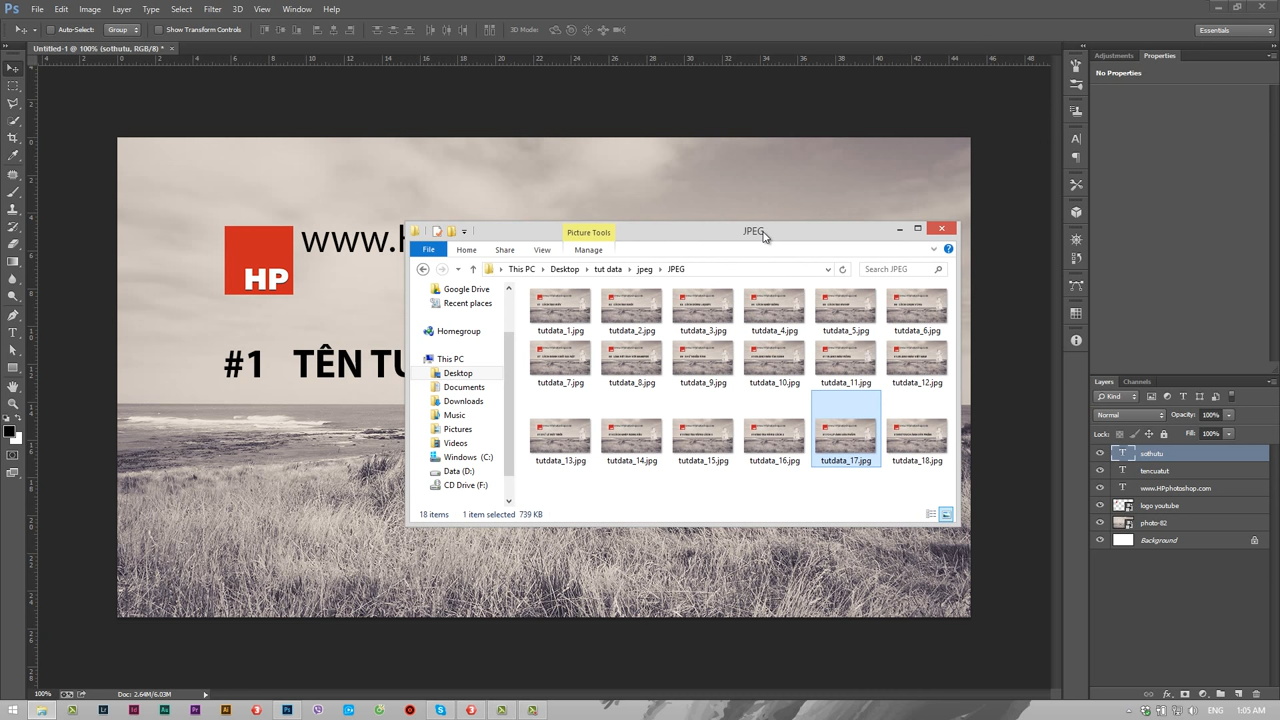 Ps File Edit Image Layer Type Select Filter 3D View Window Help
Auto-Select: Group Show Transform Controls 3D Mode: Essentials
Untitled-1 @ 100% (sothutu, RGB/8) * ×
Adjustments Properties
No Properties
www.H
HP
#1 TÊN TU
Picture Tools JPEG
File Home Share View Manage
This PC Desktop tut data jpeg JPEG Search JPEG
Google Drive
Recent places
Homegroup
This PC
Desktop
Documents
Downloads
Music
Pictures
Videos
Windows (C:)
Data (D:)
CD Drive (F:)
tutdata_1.jpg tutdata_2.jpg tutdata_3.jpg tutdata_4.jpg tutdata_5.jpg tutdata_6.jpg
tutdata_7.jpg tutdata_8.jpg tutdata_9.jpg tutdata_10.jpg tutdata_11.jpg tutdata_12.jpg
tutdata_13.jpg tutdata_14.jpg tutdata_15.jpg tutdata_16.jpg tutdata_17.jpg tutdata_18.jpg
18 items 1 item selected 739 KB
Layers Channels
Kind
Normal Opacity: 100%
Lock: Fill: 100%
sothutu
tencuatut
www.HPphotoshop.com
logo youtube
photo-82
Background
100% Doc: 2.64M/6.03M
ENG 1:05 AM